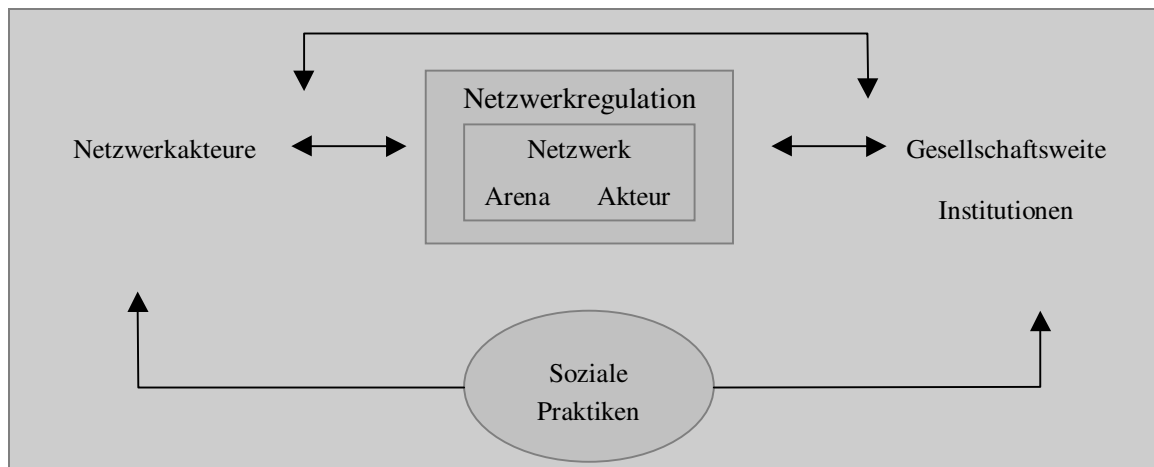 Netzwerkregulation
Netzwerkakteure
Netzwerk
Gesellschaftsweite
Arena Akteur
Institutionen
Soziale
Praktiken